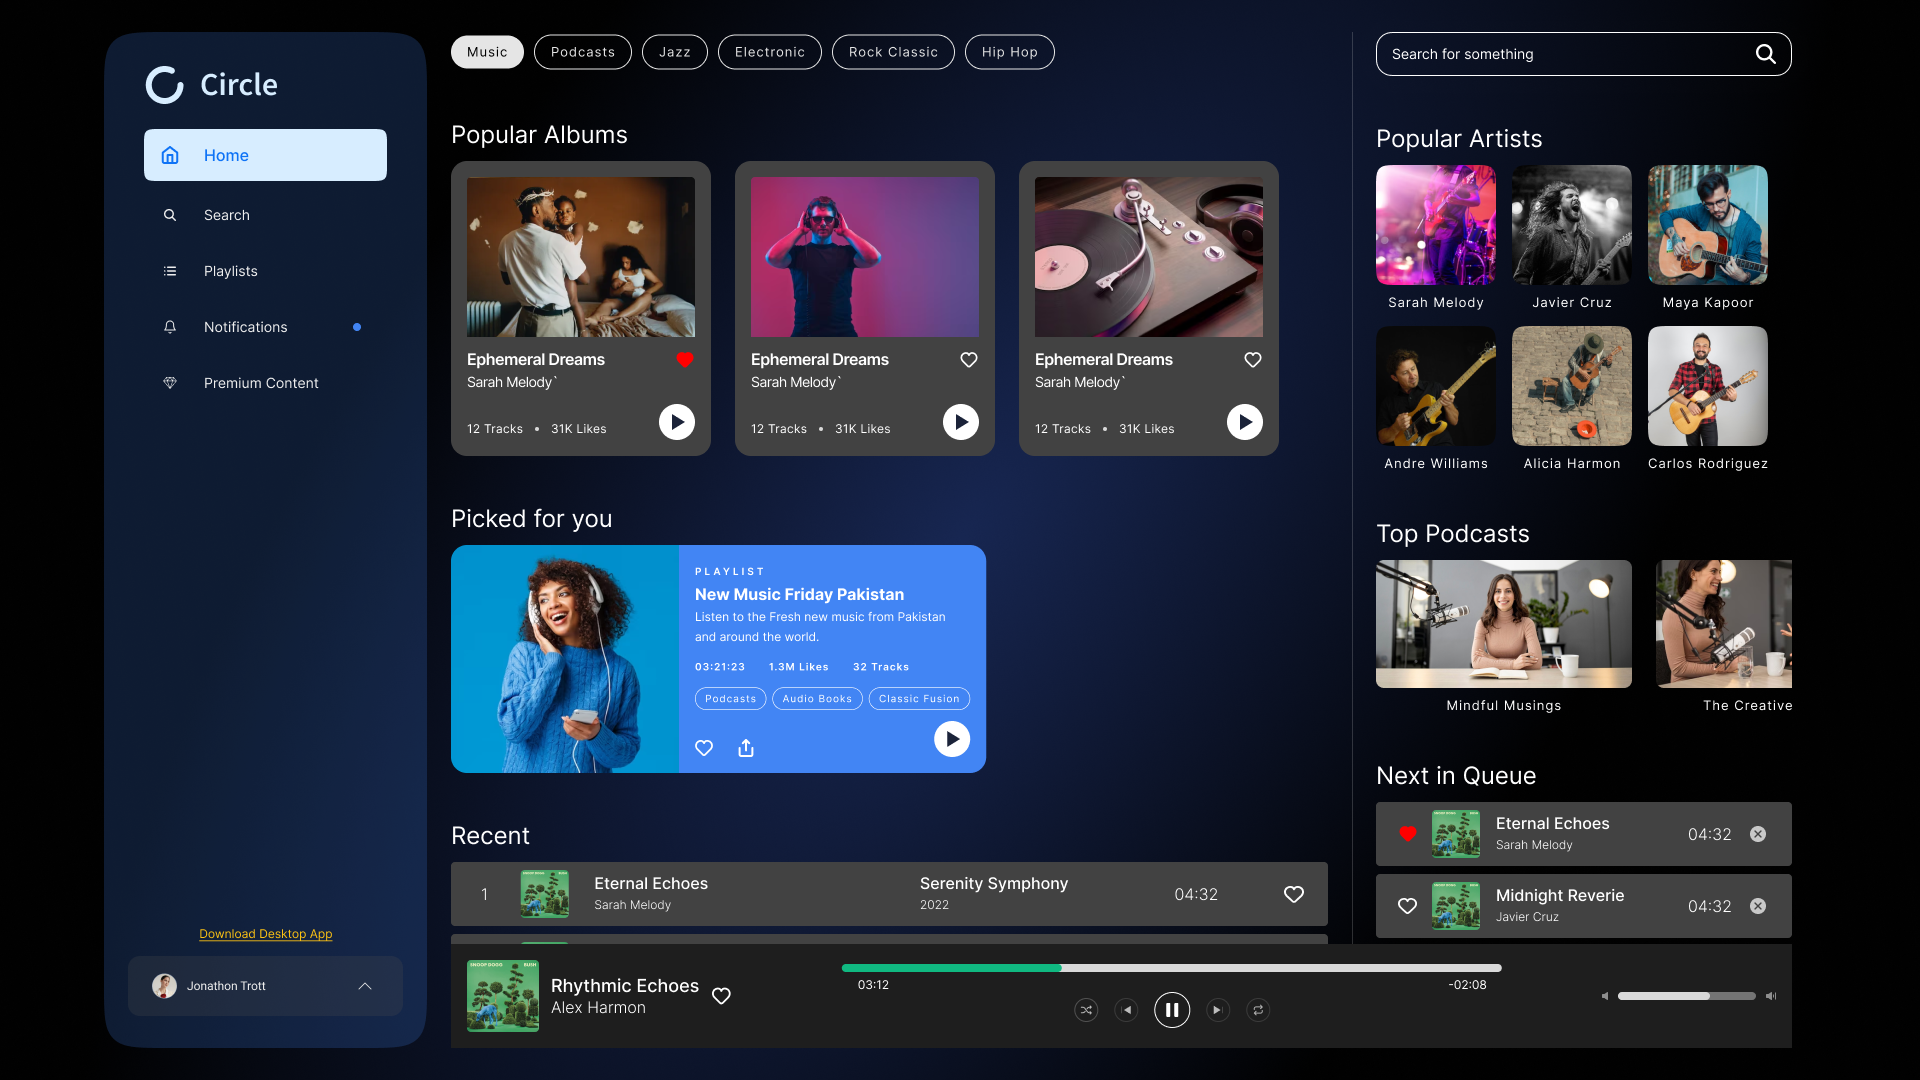 Circle
Home
Search
Playlists
Notifications
Premium Content
Download Desktop App
Jonathon Trott
Music
Podcasts
Jazz
Electronic
Rock Classic
Hip Hop
Popular Albums
Ephemeral Dreams
Sarah Melody`
12 Tracks • 31K Likes
Ephemeral Dreams
Sarah Melody`
12 Tracks • 31K Likes
Ephemeral Dreams
Sarah Melody`
12 Tracks • 31K Likes
Picked for you
PLAYLIST
New Music Friday Pakistan
Listen to the Fresh new music from Pakistan
and around the world.
03:21:23 1.3M Likes 32 Tracks
Podcasts
Audio Books
Classic Fusion
Recent
1
Eternal Echoes
Sarah Melody
Serenity Symphony
2022
04:32
Search for something
Popular Artists
Sarah Melody
Javier Cruz
Maya Kapoor
Andre Williams
Alicia Harmon
Carlos Rodriguez
Top Podcasts
Mindful Musings
The Creative
Next in Queue
Eternal Echoes
Sarah Melody
04:32
Midnight Reverie
Javier Cruz
04:32
SNOOP DOGG BUSH
Rhythmic Echoes
Alex Harmon
03:12
-02:08